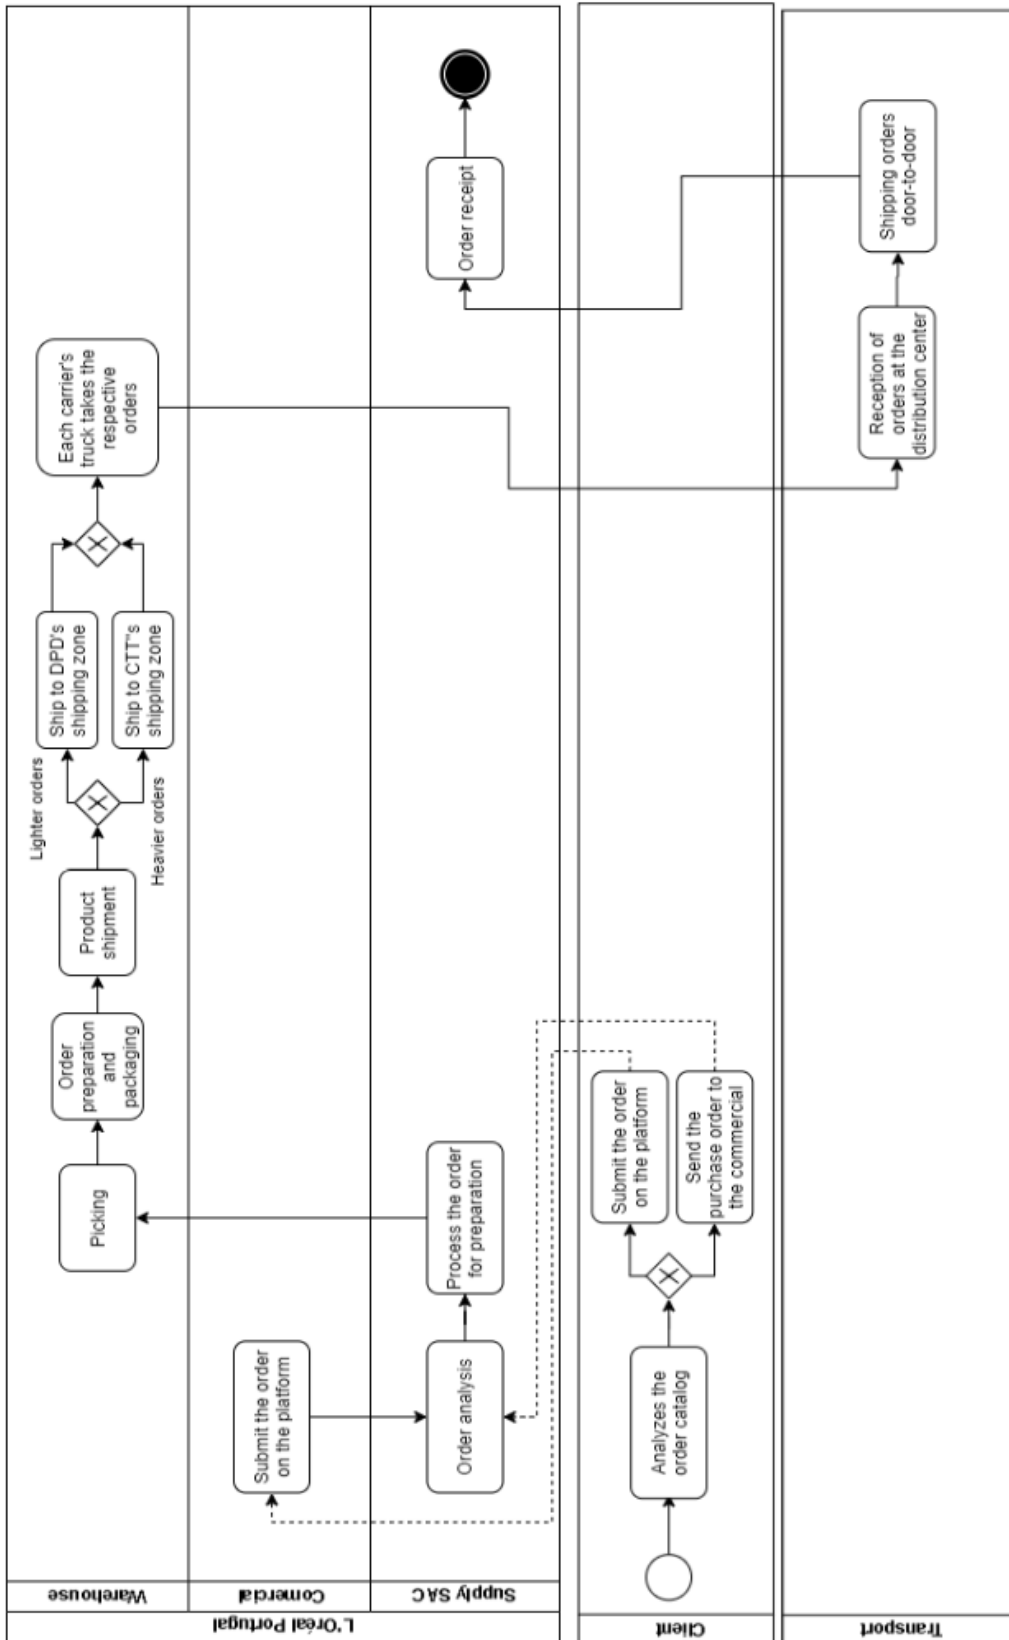 L'Oréal Portugal
Warehouse
Picking
Order
preparation
and
packaging
Product
shipment
Lighter orders
Heavier orders
Ship to DPD's
shipping zone
Ship to CTT"s
shipping zone
Each carrier's
truck takes the
respective
orders
Comercial
Submit the order
on the platform
Supply SAC
Order analysis
Process the order
for preparation
Order receipt
Client
Analyzes the
order catalog
Submit the order
on the platform
Send the
purchase order to
the commercial
Transport
Reception of
orders at the
distribution center
Shipping orders
door-to-door